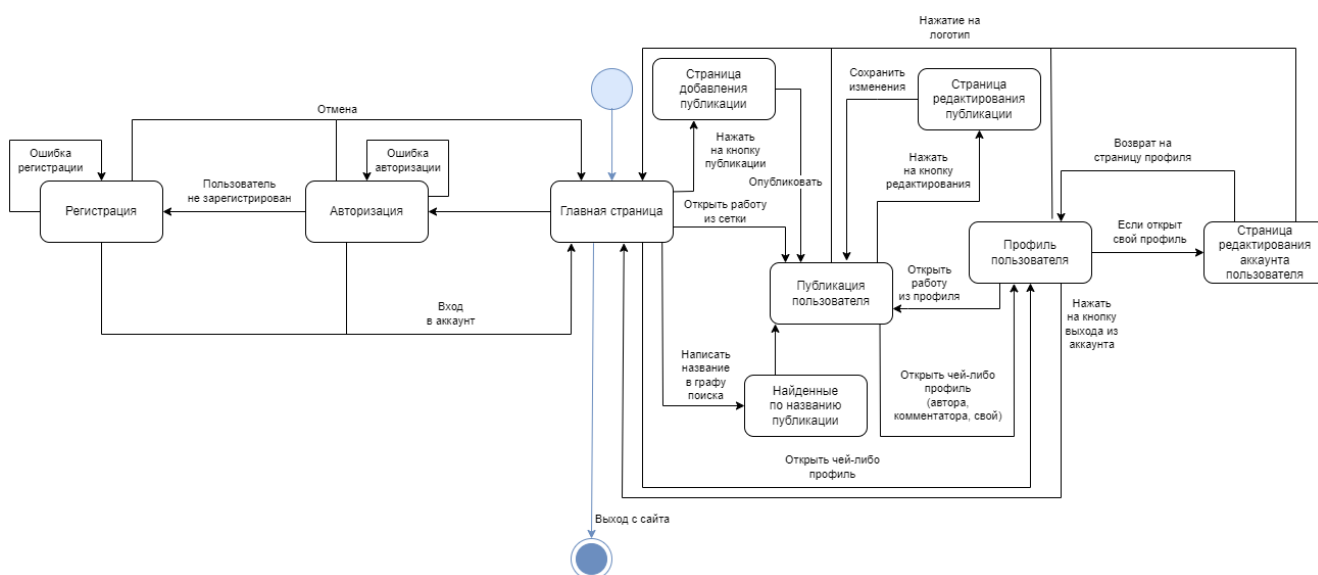 Нажатие на
логотип
Страница
добавления
публикации
Сохранить
изменения
Страница
редактирования
публикации
Отмена
Ошибка
регистрации
Ошибка
авторизации
Нажать
на кнопку
публикации
Нажать
на кнопку
редактирования
Возврат на
страницу профиля
Опубликовать
Регистрация
Пользователь
не зарегистрирован
Авторизация
Главная страница
Открыть работу
из сетки
Профиль
пользователя
Если открыт
свой профиль
Страница
редактирования
аккаунта
пользователя
Публикация
пользователя
Открыть
работу
из профиля
Нажать
на кнопку
выхода из
аккаунта
Вход
в аккаунт
Написать
название
в графу
поиска
Найденные
по названию
публикации
Открыть чей-либо
профиль
(автора,
комментатора, свой)
Открыть чей-либо
профиль
Выход с сайта